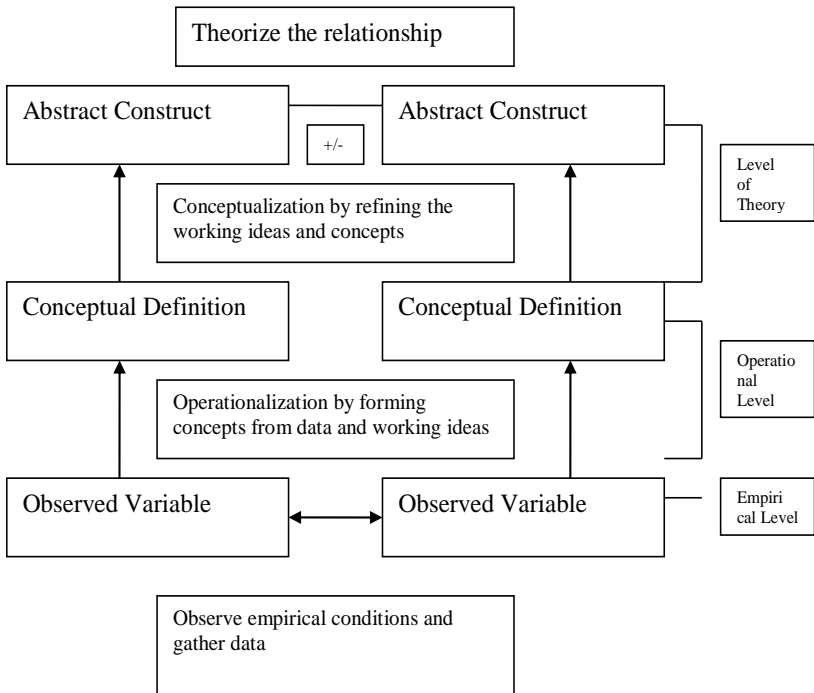 Theorize the relationship
Abstract Construct
Abstract Construct
+/-
Level
of
Theory
Conceptualization by refining the
working ideas and concepts
Conceptual Definition
Conceptual Definition
Operatio
nal
Level
Operationalization by forming
concepts from data and working ideas
Observed Variable
Observed Variable
Empiri
cal Level
Observe empirical conditions and
gather data